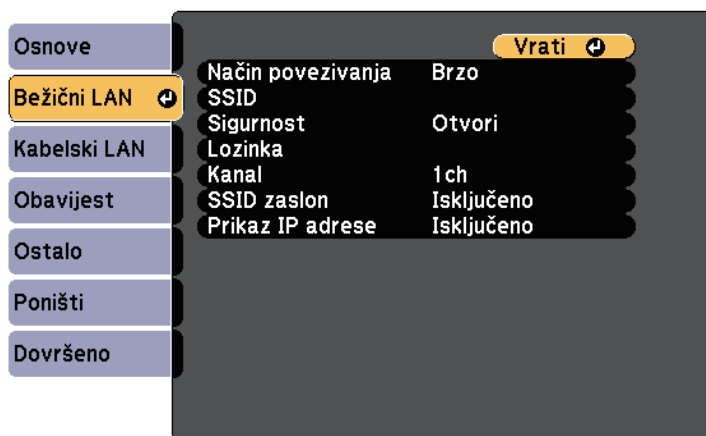 Osnove
Bežični LAN
Kabelski LAN
Obavijest
Ostalo
Poništi
Dovršeno
Vrati
Način povezivanja Brzo
SSID
Sigurnost Otvori
Lozinka
Kanal 1ch
SSID zaslon Isključeno
Prikaz IP adrese Isključeno